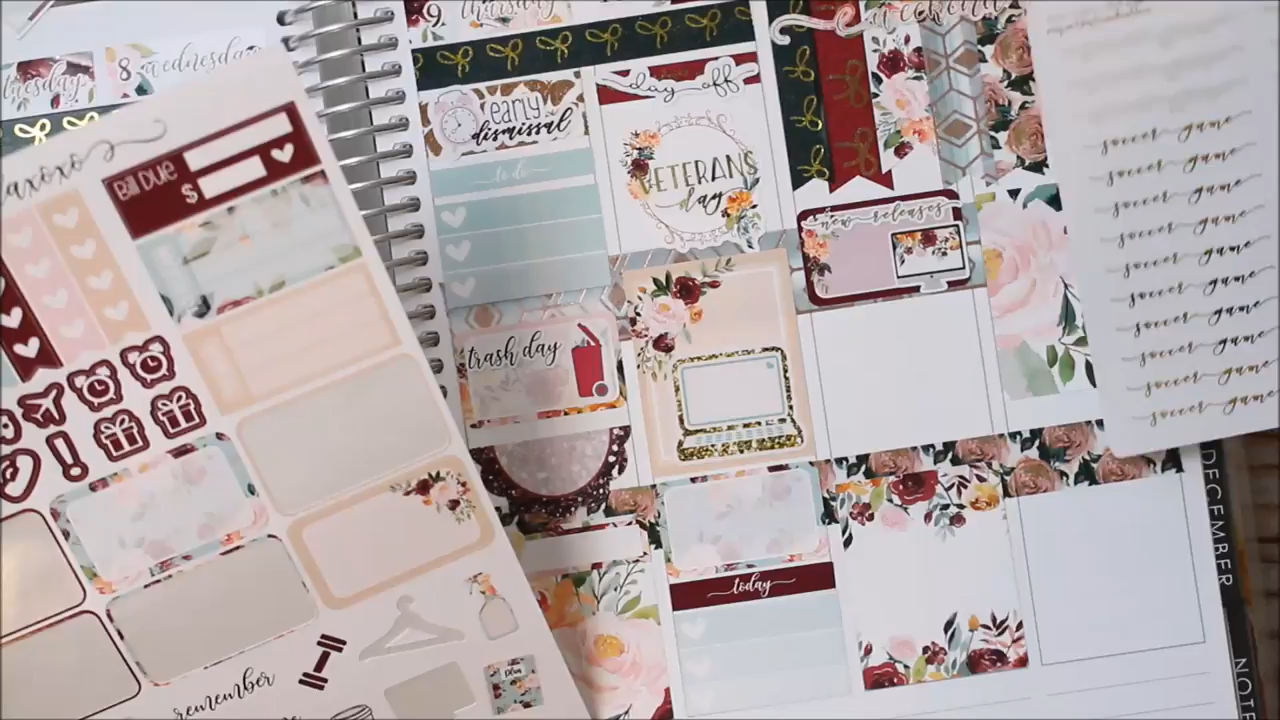 tuesday
8
wednesday
9
thursday
weekend
xoxo
Bill Due
$
early
dismissal
to do
day off
VETERANS
day
new releases
trash day
today
remember
plan
soccer game
soccer game
soccer game
soccer game
soccer game
soccer game
soccer game
soccer game
soccer game
soccer game
DECEMBER